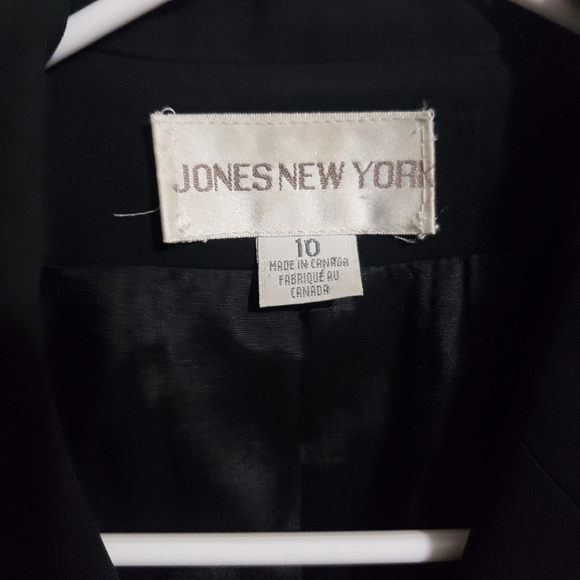 JONES NEW YORK
10
MADE IN CANADA
FABRIQUÉ AU
CANADA